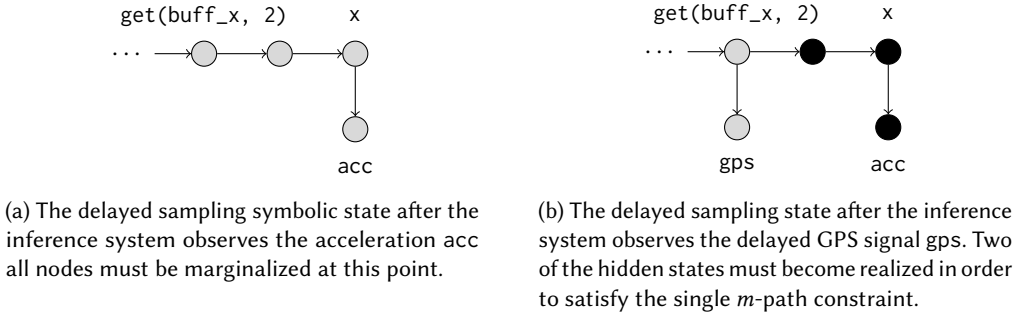 get(buff_x, 2) x
get(buff_x, 2) x
...
...
acc
gps acc
(a) The delayed sampling symbolic state after the
inference system observes the acceleration acc
all nodes must be marginalized at this point.
(b) The delayed sampling state after the inference
system observes the delayed GPS signal gps. Two
of the hidden states must become realized in order
to satisfy the single m-path constraint.